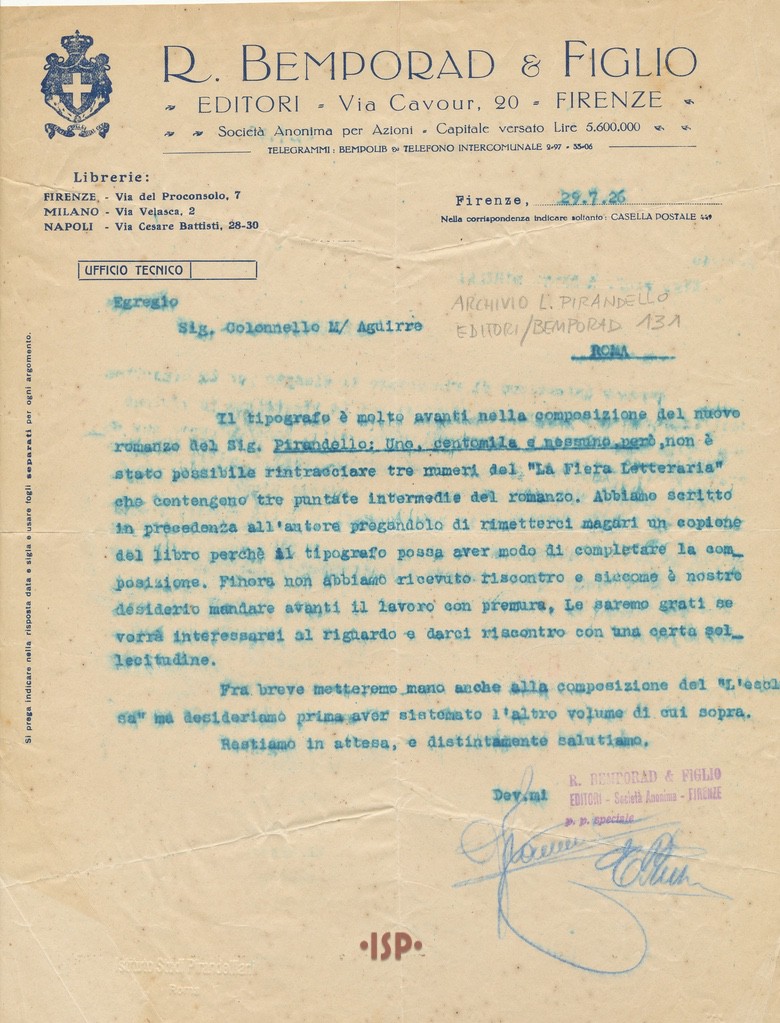 R. BEMPORAD & FIGLIO
EDITORI - Via Cavour, 20 - FIRENZE
Società Anonima per Azioni - Capitale versato Lire 5.600.000
TELEGRAMMI: BEMPOLIB TELEFONO INTERCOMUNALE 2-97 - 33-06
Librerie:
FIRENZE - Via del Proconsolo, 7
MILANO - Via Velasca, 2
NAPOLI - Via Cesare Battisti, 28-30
Firenze, 29.7.26
Nella corrispondenza indicare soltanto: CASELLA POSTALE
UFFICIO TECNICO
Egregio
Sig. Colonnello M/ Aguirre
ARCHIVIO L. PIRANDELLO
EDITORI/BEMPORAD 131
ROMA
Il tipografo è molto avanti nella composizione del nuovo
romanzo del Sig. Pirandello: Uno, centomila e nessuno, però, non è
stato possibile rintracciare tre numeri del "La Fiera Letteraria"
che contengono tre puntate intermedie del romanzo. Abbiamo scritto
in precedenza all'autore pregandolo di rimetterci magari un copione
del libro perchè il tipografo possa aver modo di completare la com_
posizione. Finora non abbiamo ricevuto riscontro e siccome è nostro
desiderio mandare avanti il lavoro con premura, Le saremo grati se
vorrà interessarsi al riguardo e darci riscontro con una certa sol_
lecitudine.
Fra breve metteremo mano anche alla composizione del "L'esclu
sa" ma desideriamo prima aver sistemato l'altro volume di cui sopra.
Restiamo in attesa, e distintamente salutiamo.
Dev.mi
R. BEMPORAD & FIGLIO
EDITORI - Società Anonima - FIRENZE
p. p. speciale
Si prega indicare nella risposta data e sigla e usare fogli separati per ogni argomento.
•ISP•
Istituto Studi Pirandelliani
Roma